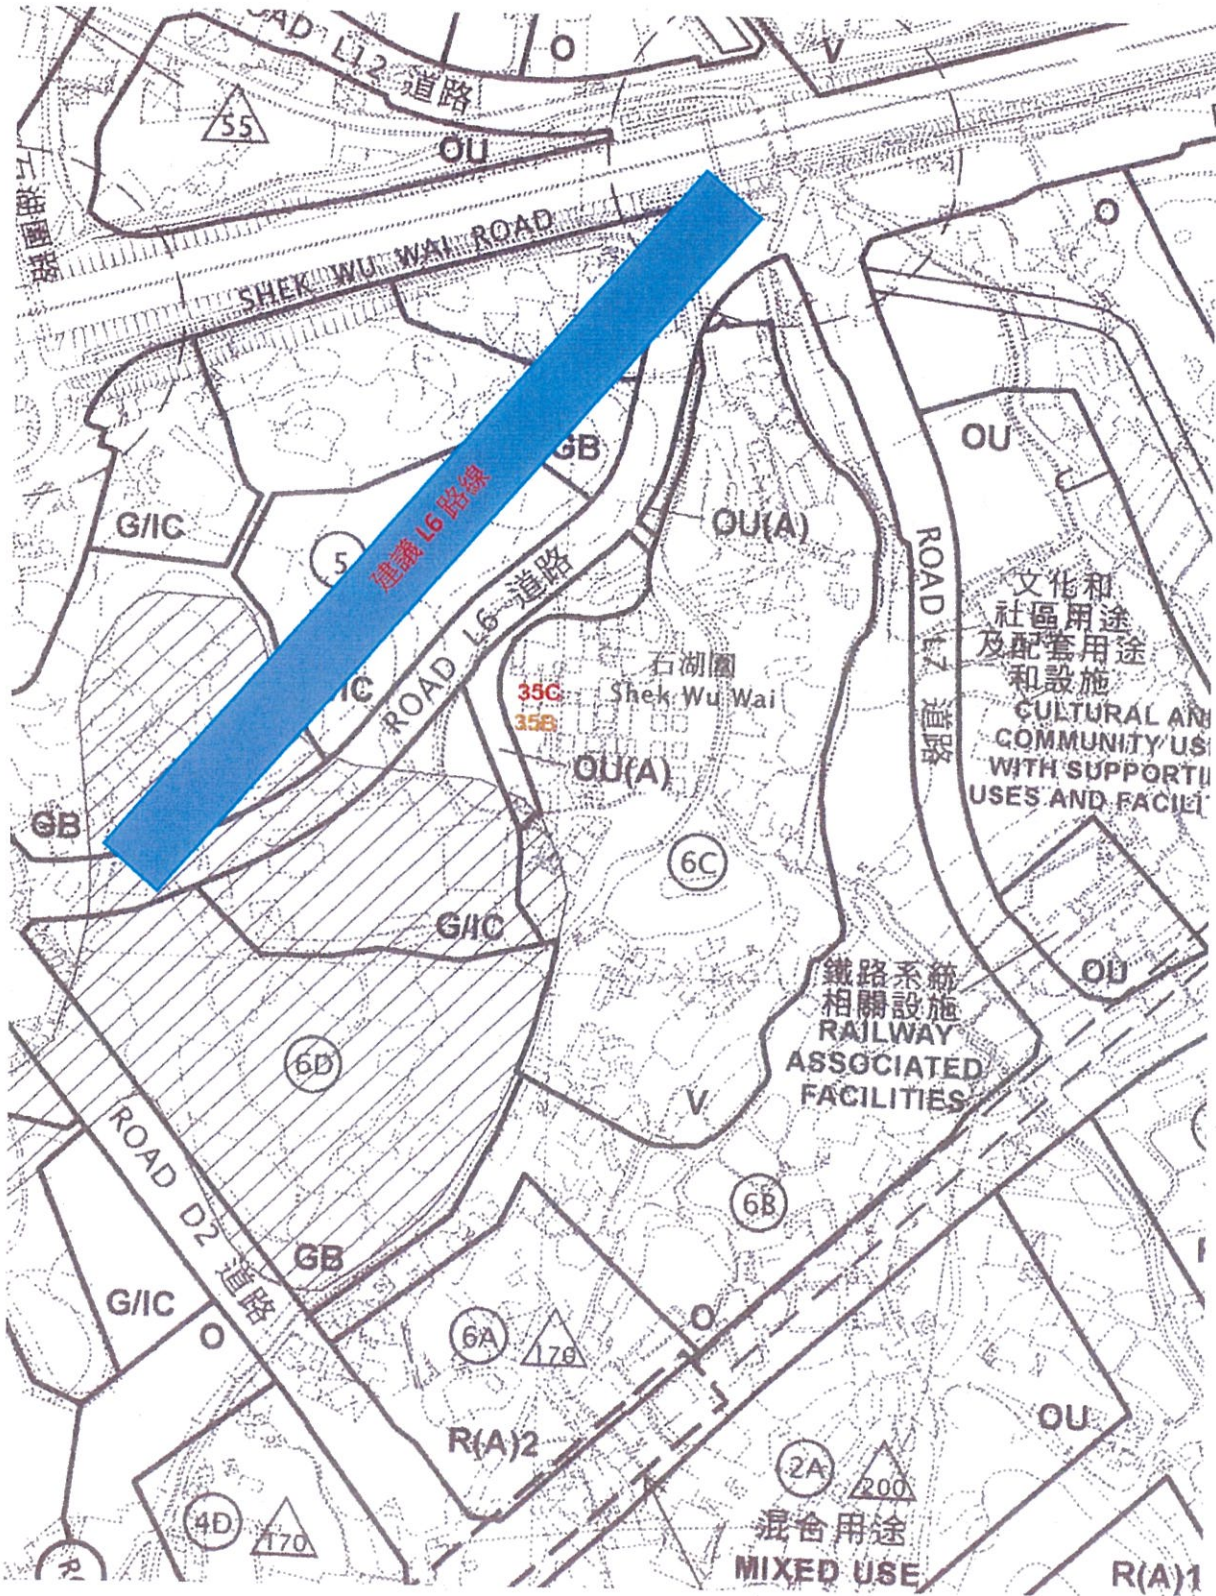 ROAD L12 道路
O
V
55
OU
石湖圍路
SHEK WU WAI ROAD
O
GB
OU
G/IC
OU(A)
5
建議 L6 路線
ROAD L6 道路
ROAD L7 道路
文化和
社區用途
及配套用途
和設施
CULTURAL AN
COMMUNITY US
WITH SUPPORTI
USES AND FACILI
石湖圍
Shek Wu Wai
35C
35B
IC
OU(A)
GB
6C
G/IC
OU
鐵路系統
相關設施
RAILWAY
ASSOCIATED
FACILITIES
6D
V
ROAD D2 道路
6B
GB
G/IC
O
6A
170
O
R(A)2
OU
2A
200
4D
170
混合用途
MIXED USE
R(A)1